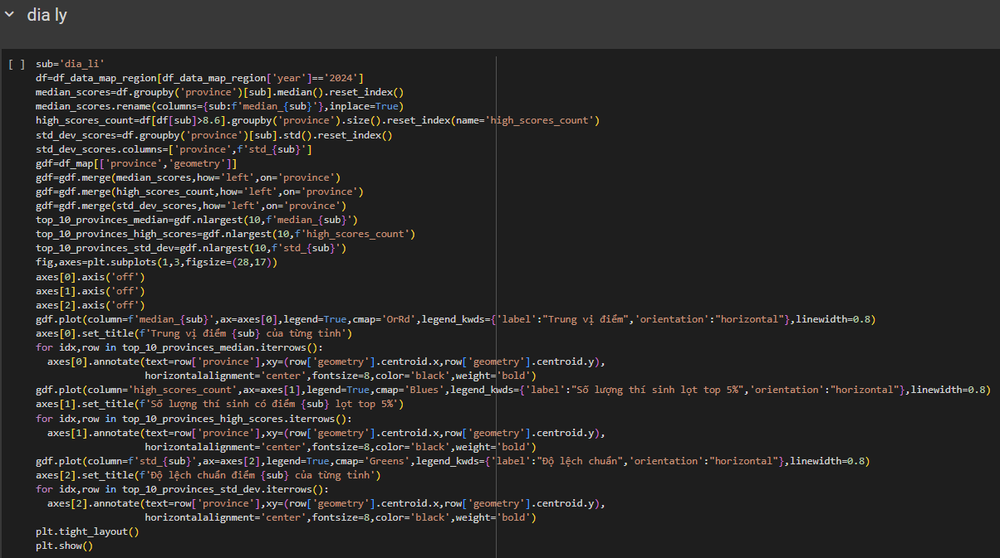 dia ly
[ ] sub='dia_li'
df=df_data_map_region[df_data_map_region['year']=='2024']
median_scores=df.groupby('province')[sub].median().reset_index()
median_scores.rename(columns={sub:f'median_{sub}'},inplace=True)
high_scores_count=df[df[sub]>8.6].groupby('province').size().reset_index(name='high_scores_count')
std_dev_scores=df.groupby('province')[sub].std().reset_index()
std_dev_scores.columns=['province',f'std_{sub}']
gdf=df_map[['province','geometry']]
gdf=gdf.merge(median_scores,how='left',on='province')
gdf=gdf.merge(high_scores_count,how='left',on='province')
gdf=gdf.merge(std_dev_scores,how='left',on='province')
top_10_provinces_median=gdf.nlargest(10,f'median_{sub}')
top_10_provinces_high_scores=gdf.nlargest(10,f'high_scores_count')
top_10_provinces_std_dev=gdf.nlargest(10,f'std_{sub}')
fig,axes=plt.subplots(1,3,figsize=(28,17))
axes[0].axis('off')
axes[1].axis('off')
axes[2].axis('off')
gdf.plot(column=f'median_{sub}',ax=axes[0],legend=True,cmap='OrRd',legend_kwds={'label':"Trung vị điểm",'orientation':"horizontal"},linewidth=0.8)
axes[0].set_title(f'Trung vị điểm {sub} của từng tỉnh')
for idx,row in top_10_provinces_median.iterrows():
  axes[0].annotate(text=row['province'],xy=(row['geometry'].centroid.x,row['geometry'].centroid.y),
                  horizontalalignment='center',fontsize=8,color='black',weight='bold')
gdf.plot(column='high_scores_count',ax=axes[1],legend=True,cmap='Blues',legend_kwds={'label':"Số lượng thí sinh lọt top 5%",'orientation':"horizontal"},linewidth=0.8)
axes[1].set_title(f'Số lượng thí sinh có điểm {sub} lọt top 5%')
for idx,row in top_10_provinces_high_scores.iterrows():
  axes[1].annotate(text=row['province'],xy=(row['geometry'].centroid.x,row['geometry'].centroid.y),
                  horizontalalignment='center',fontsize=8,color='black',weight='bold')
gdf.plot(column=f'std_{sub}',ax=axes[2],legend=True,cmap='Greens',legend_kwds={'label':"Độ lệch chuẩn",'orientation':"horizontal"},linewidth=0.8)
axes[2].set_title(f'Độ lệch chuẩn điểm {sub} của từng tỉnh')
for idx,row in top_10_provinces_std_dev.iterrows():
  axes[2].annotate(text=row['province'],xy=(row['geometry'].centroid.x,row['geometry'].centroid.y),
                  horizontalalignment='center',fontsize=8,color='black',weight='bold')
plt.tight_layout()
plt.show()